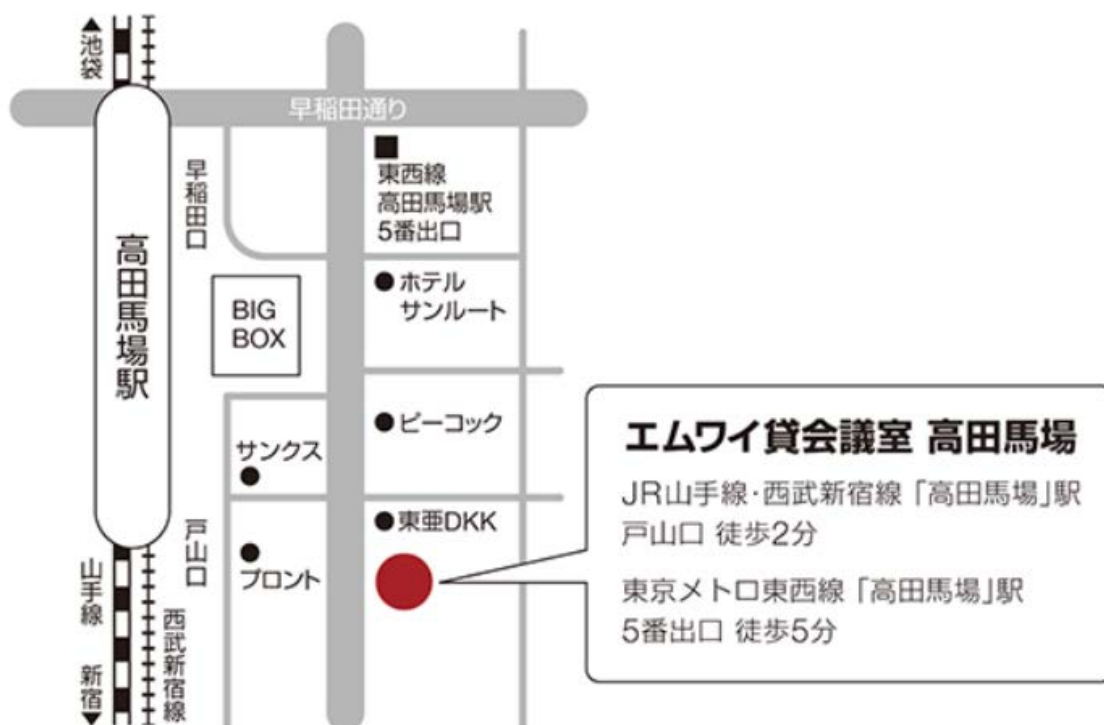 ▲池袋
早稲田通り
早稲田口
■
東西線
高田馬場駅
5番出口
高田馬場駅
BIG
BOX
●ホテル
サンルート
●ピーコック
サンクス
●
戸山口
●東亜DKK
●
プロント
エムワイ貸会議室 高田馬場
JR山手線・西武新宿線「高田馬場」駅
戸山口 徒歩2分
東京メトロ東西線「高田馬場」駅
5番出口 徒歩5分
山手線
新宿▼
西武新宿線